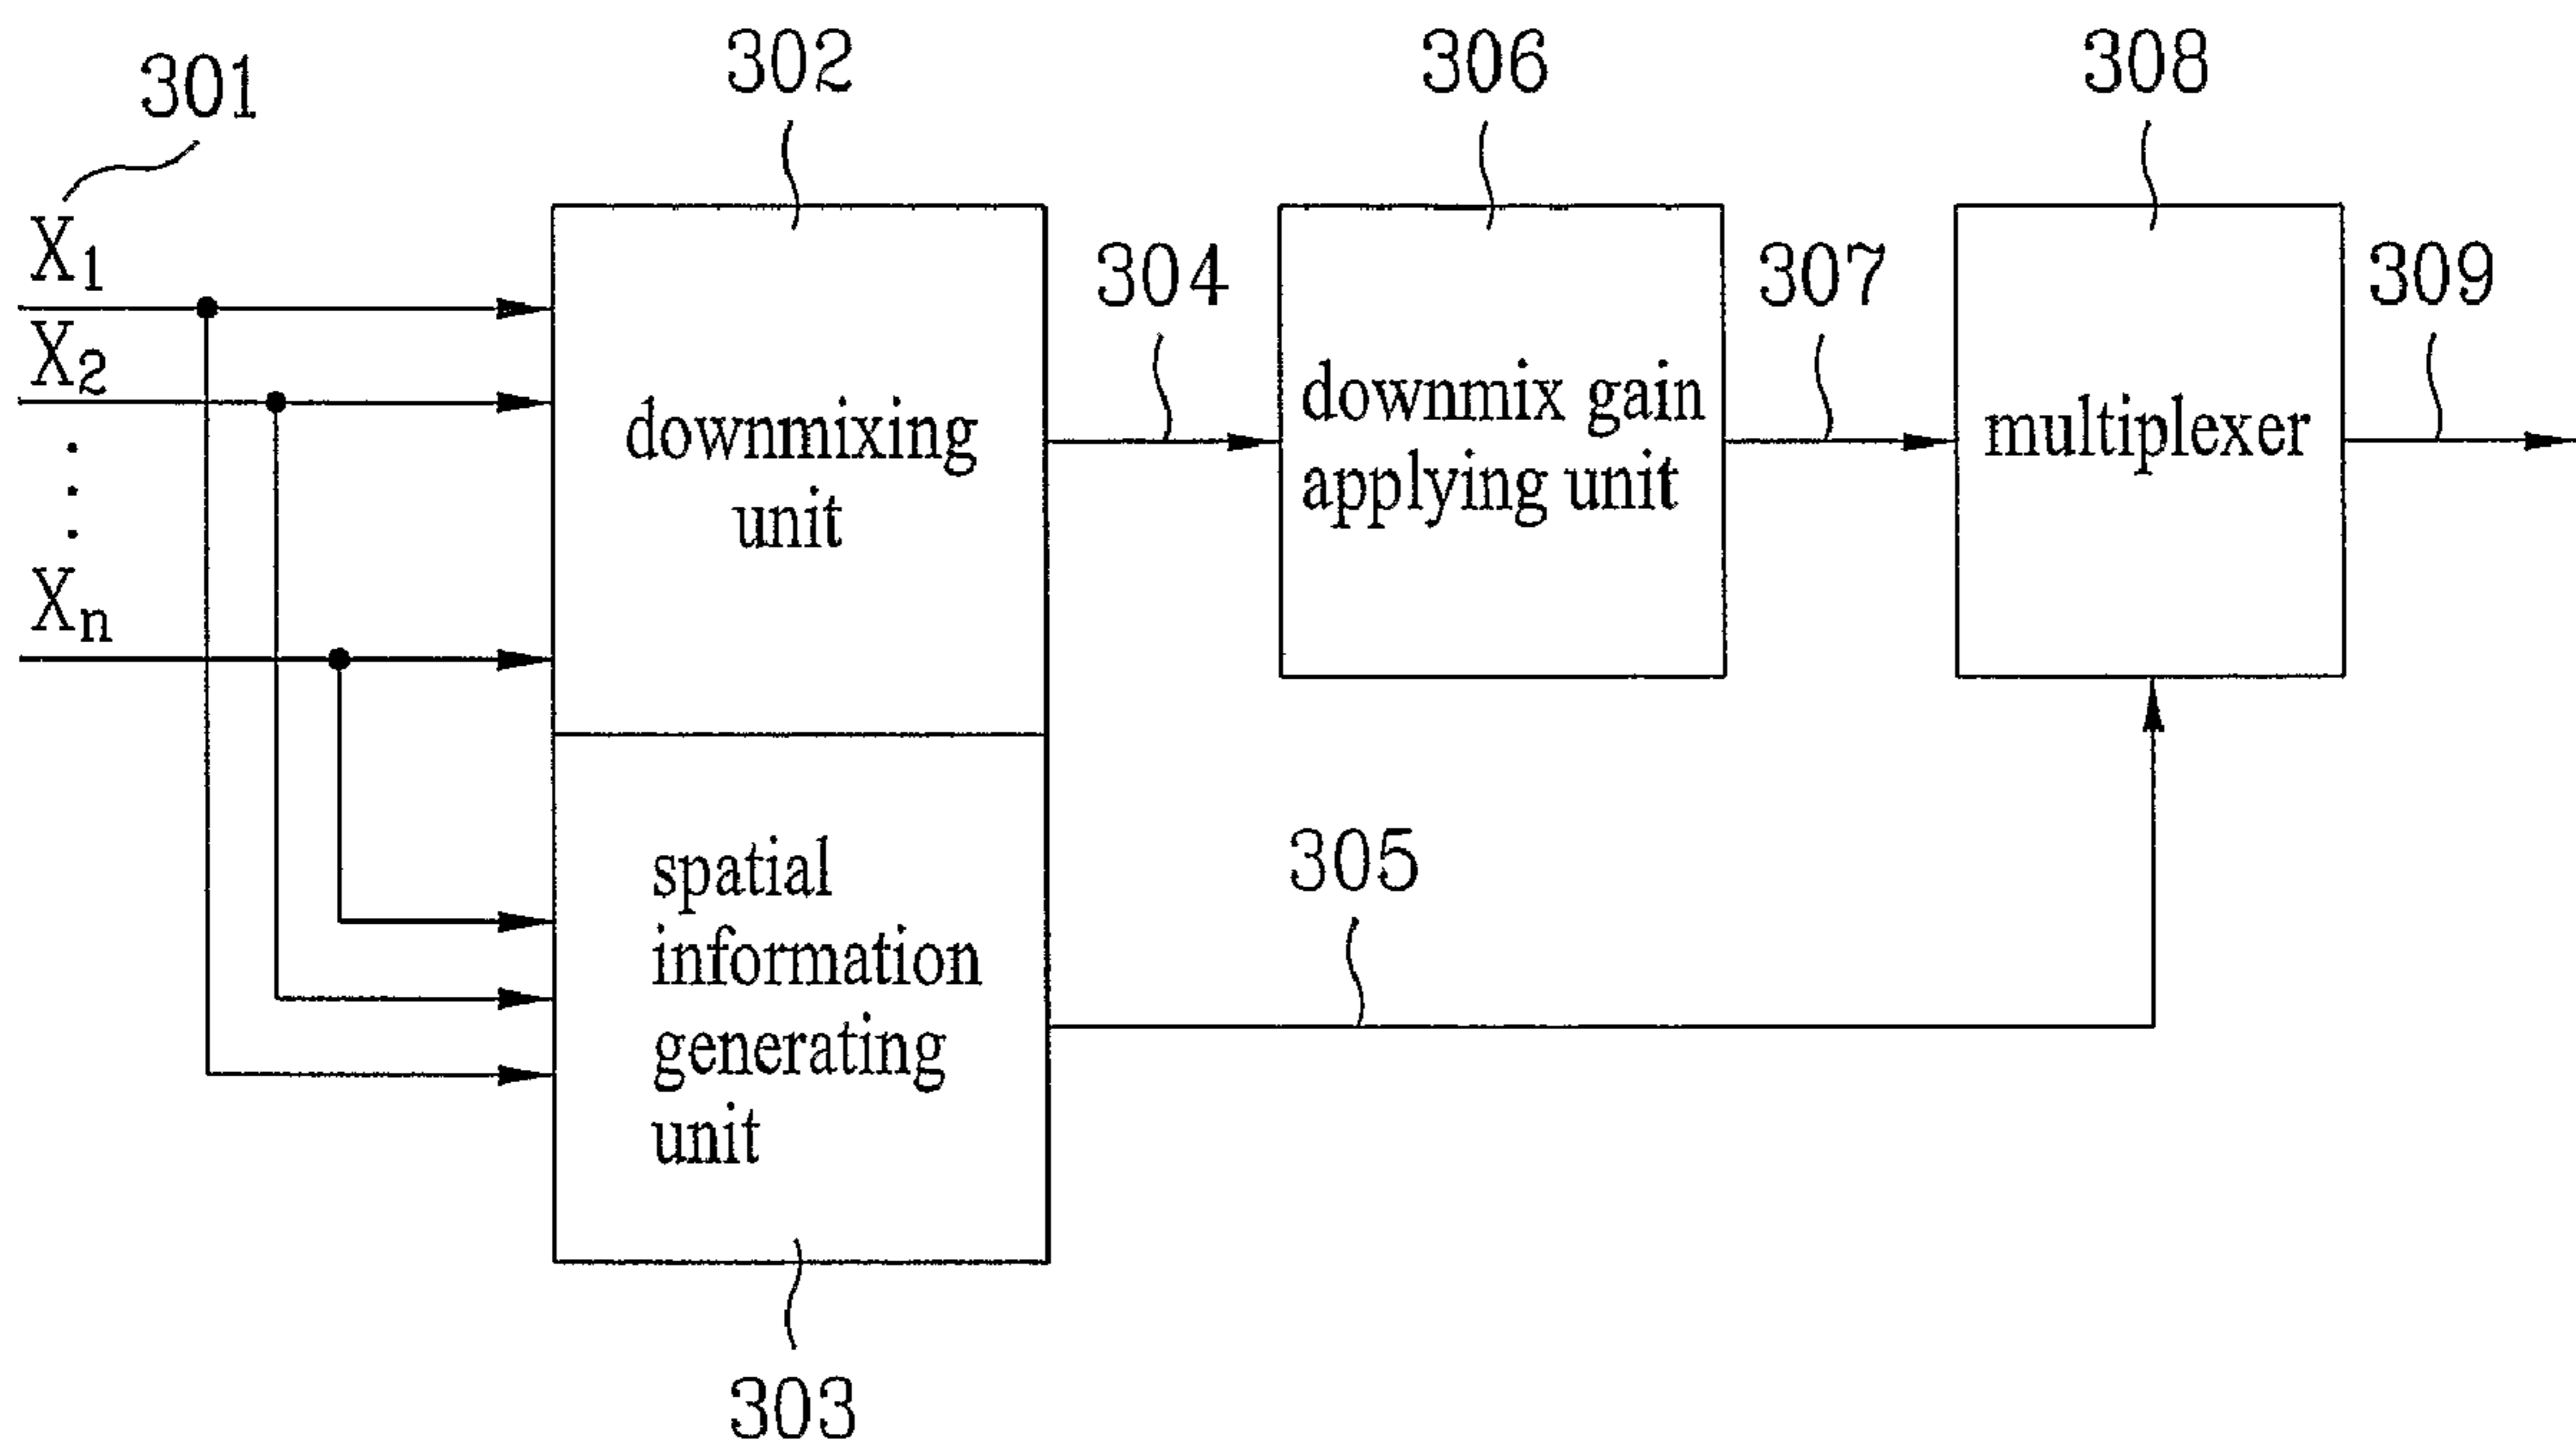 301
302
306
308
X1
304
307
309
X2
downmixing
unit
downmix gain
applying unit
multiplexer
Xn
spatial
information
generating
unit
305
303